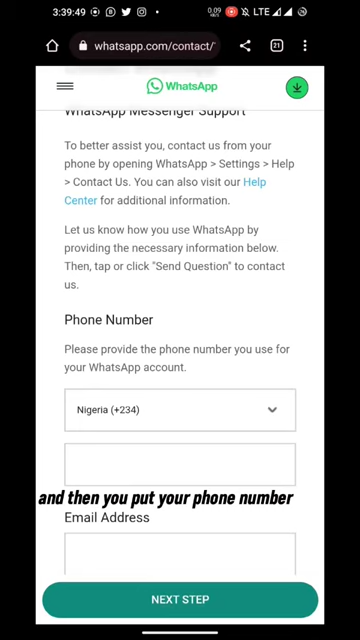 3:39:49
0.09
KB/S
LTE
whatsapp.com/contact/
21
WhatsApp
WhatsApp Messenger Support
To better assist you, contact us from your
phone by opening WhatsApp > Settings > Help
> Contact Us. You can also visit our Help
Center for additional information.
Let us know how you use WhatsApp by
providing the necessary information below.
Then, tap or click "Send Question" to contact
us.
Phone Number
Please provide the phone number you use for
your WhatsApp account.
Nigeria (+234)
and then you put your phone number
Email Address
NEXT STEP